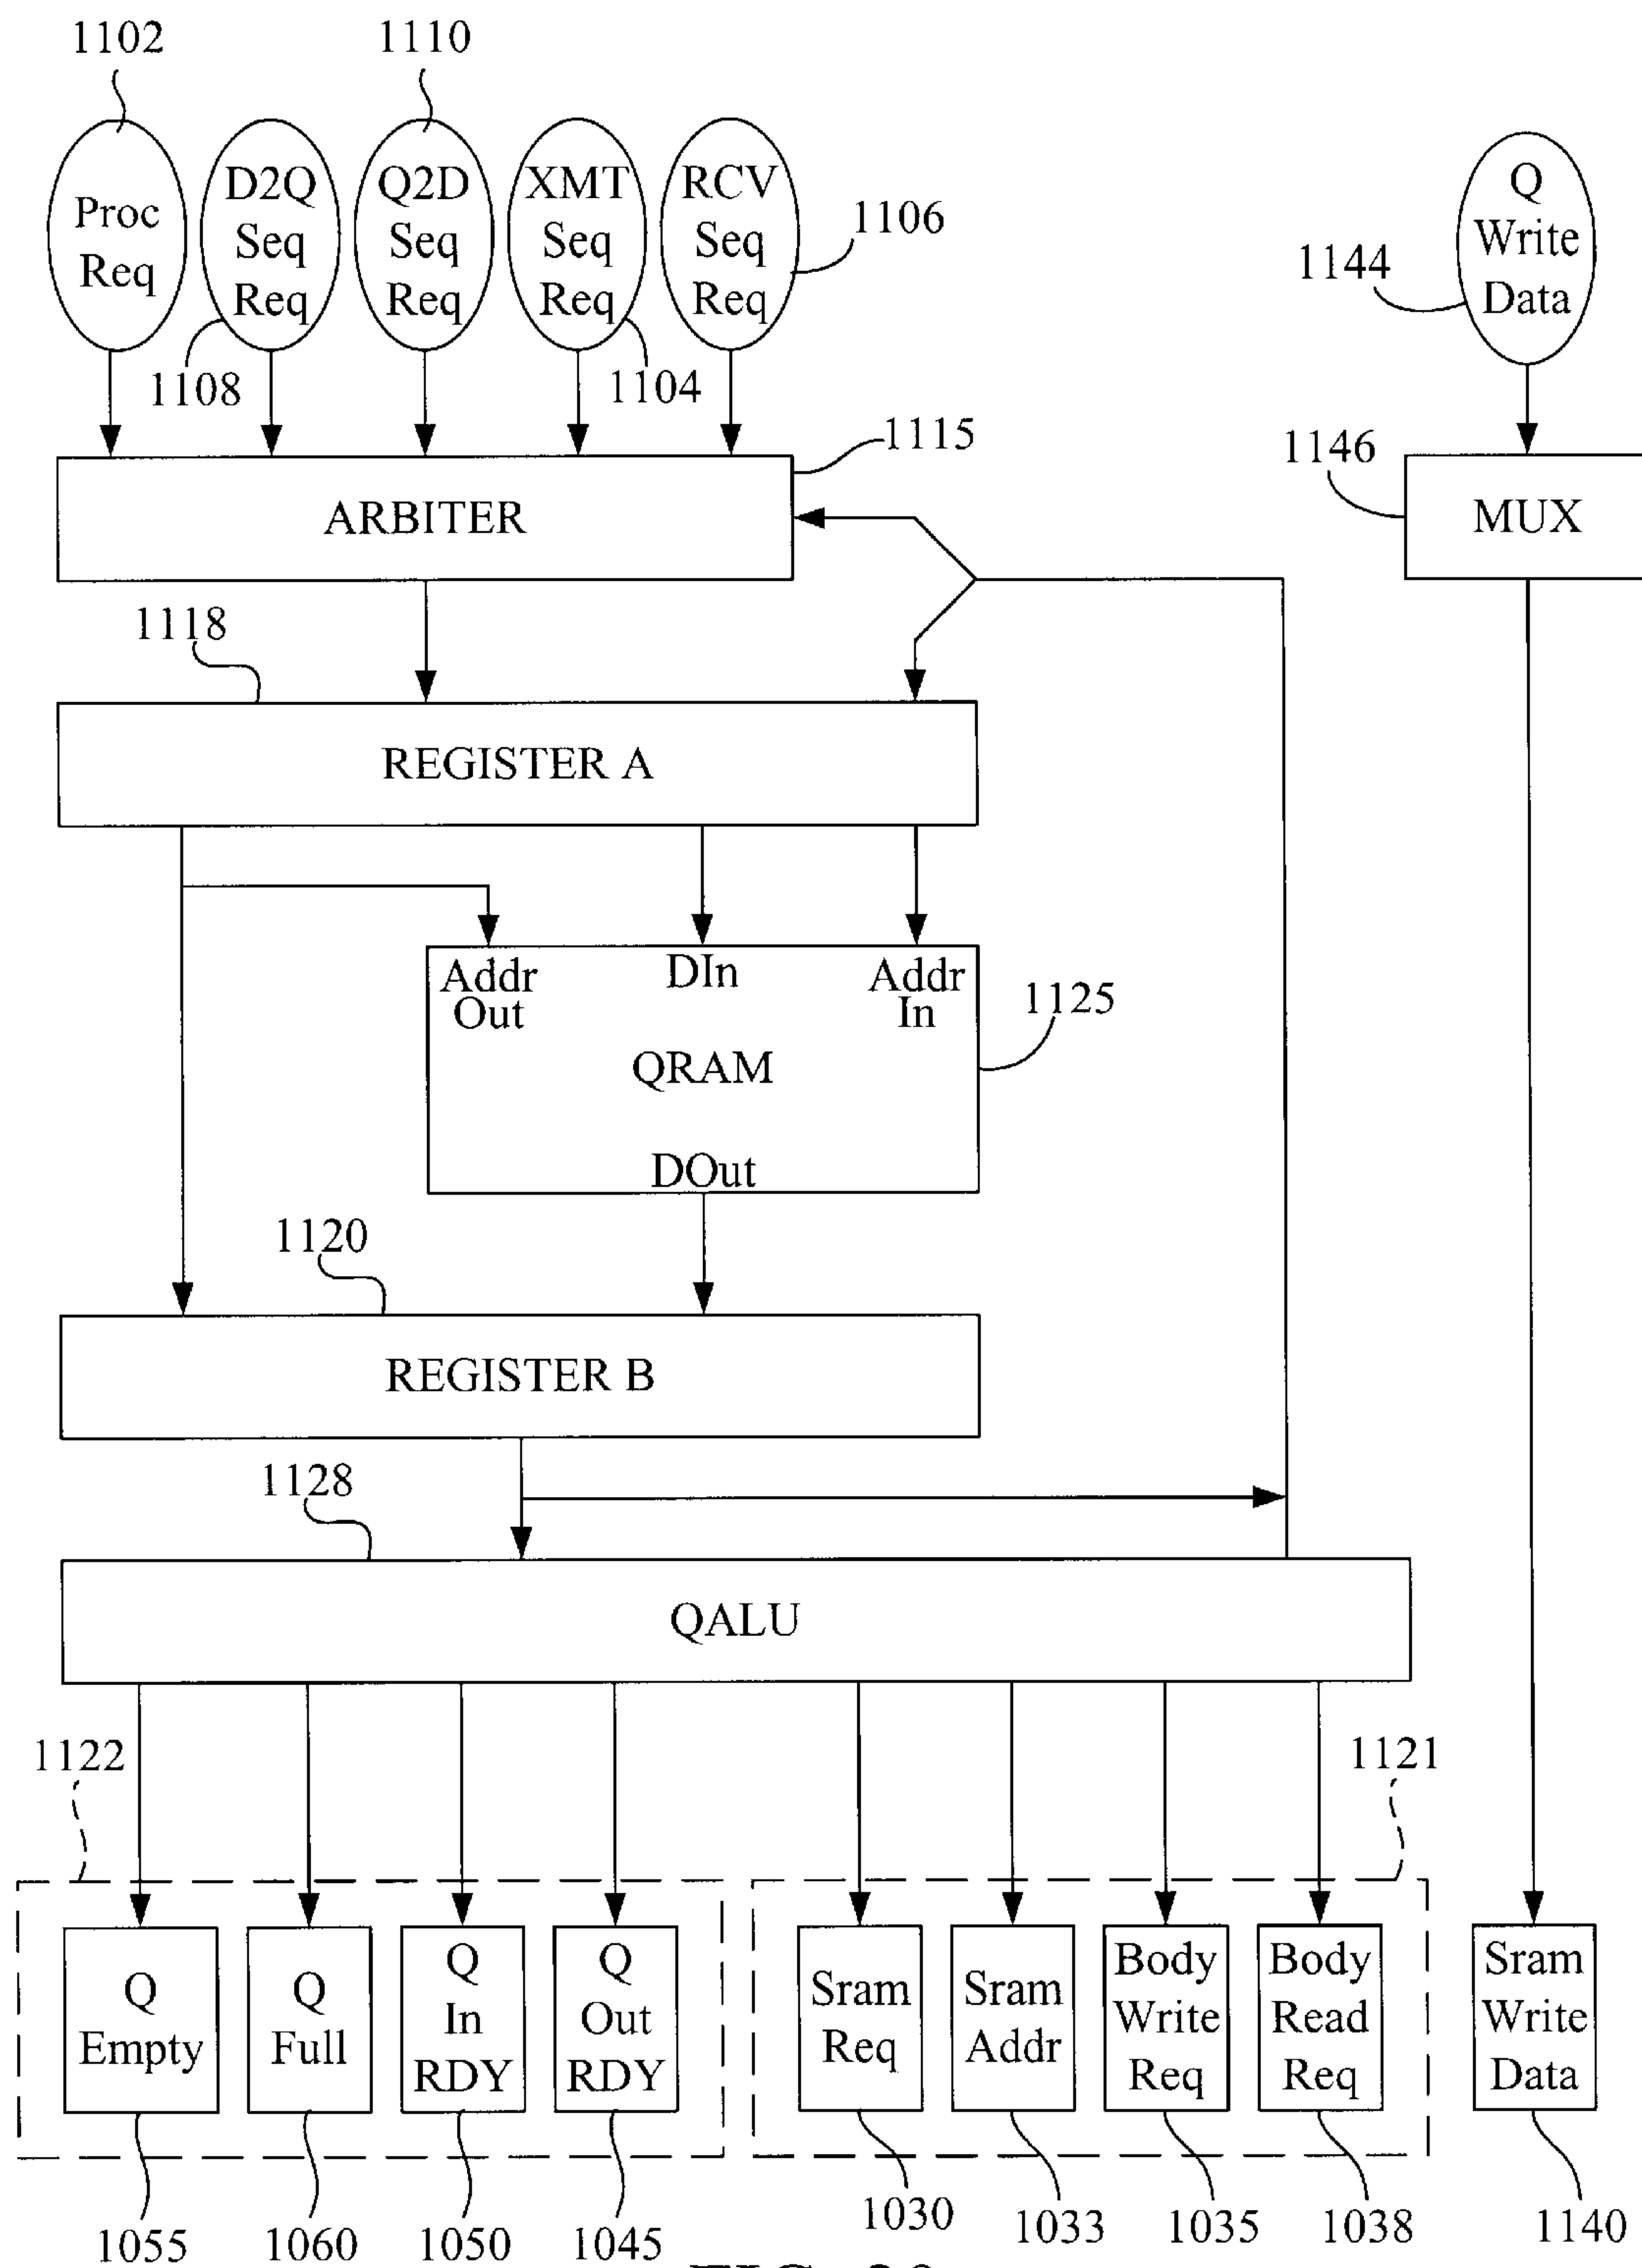 1102
1110
Proc
Req
D2Q
Seq
Req
Q2D
Seq
Req
XMT
Seq
Req
RCV
Seq
Req
1106
Q
Write
Data
1144
1108
1104
1115
1146
ARBITER
MUX
1118
REGISTER A
Addr
Out
DIn
Addr
In
1125
QRAM
DOut
1120
REGISTER B
1128
QALU
1122
1121
Q
Empty
Q
Full
Q
In
RDY
Q
Out
RDY
Sram
Req
Sram
Addr
Body
Write
Req
Body
Read
Req
Sram
Write
Data
1055
1060
1050
1045
1030
1033
1035
1038
1140